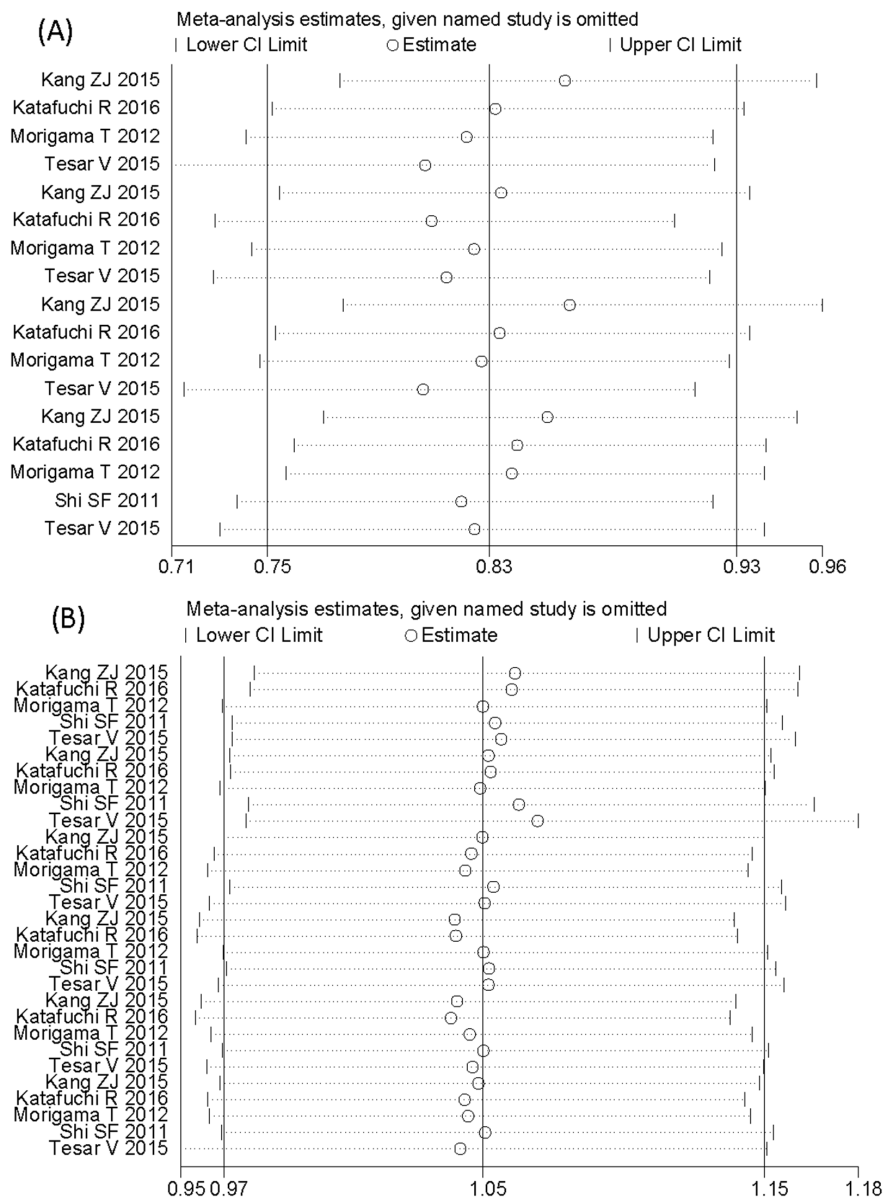 (A)
Meta-analysis estimates, given named study is omitted
| Lower CI Limit ○ Estimate | Upper CI Limit
Kang ZJ 2015
Katafuchi R 2016
Morigama T 2012
Tesar V 2015
Kang ZJ 2015
Katafuchi R 2016
Morigama T 2012
Tesar V 2015
Kang ZJ 2015
Katafuchi R 2016
Morigama T 2012
Tesar V 2015
Kang ZJ 2015
Katafuchi R 2016
Morigama T 2012
Shi SF 2011
Tesar V 2015
0.71 0.75 0.83 0.93 0.96
(B)
Meta-analysis estimates, given named study is omitted
| Lower CI Limit ○ Estimate | Upper CI Limit
Kang ZJ 2015
Katafuchi R 2016
Morigama T 2012
Shi SF 2011
Tesar V 2015
Kang ZJ 2015
Katafuchi R 2016
Morigama T 2012
Shi SF 2011
Tesar V 2015
Kang ZJ 2015
Katafuchi R 2016
Morigama T 2012
Shi SF 2011
Tesar V 2015
Kang ZJ 2015
Katafuchi R 2016
Morigama T 2012
Shi SF 2011
Tesar V 2015
Kang ZJ 2015
Katafuchi R 2016
Morigama T 2012
Shi SF 2011
Tesar V 2015
Kang ZJ 2015
Katafuchi R 2016
Morigama T 2012
Shi SF 2011
Tesar V 2015
0.95 0.97 1.05 1.15 1.18